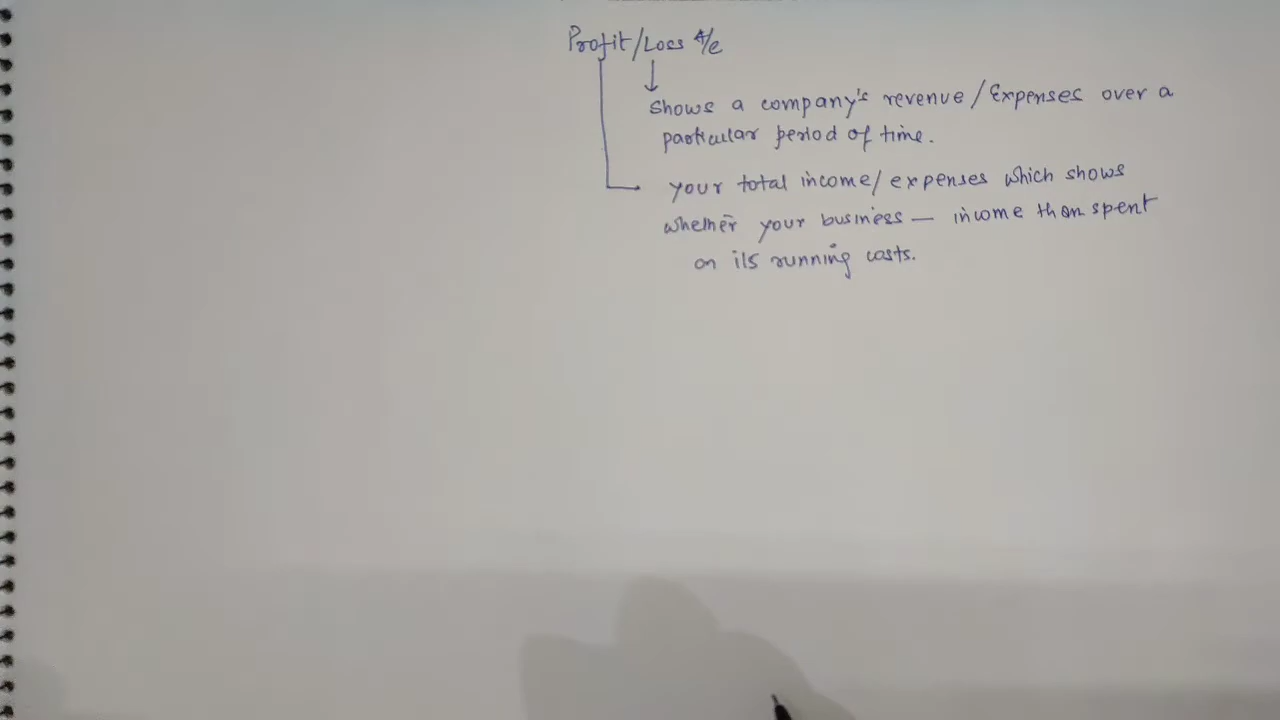 Profit/Loss A/c
Shows a company's revenue/Expenses over a
particular period of time.
your total income/expenses which shows
whether your business — income than spent
on its running costs.